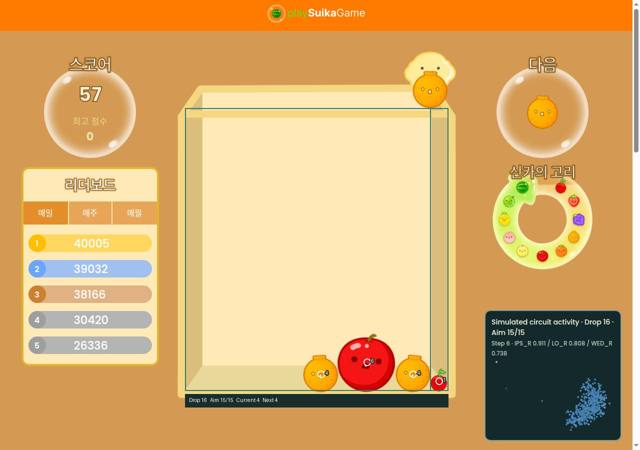 playSuikaGame
스코어
57
최고 점수
0
리더보드
매일
매주
매월
1 40005
2 39032
3 38166
4 30420
5 26336
다음
진화의 고리
Simulated circuit activity · Drop 16 ·
Aim 15/15
Step 6 · IPS_R 0.911 / LO_R 0.808 / WED_R
0.738
Drop 16 Aim 15/15 Current 4 Next 4